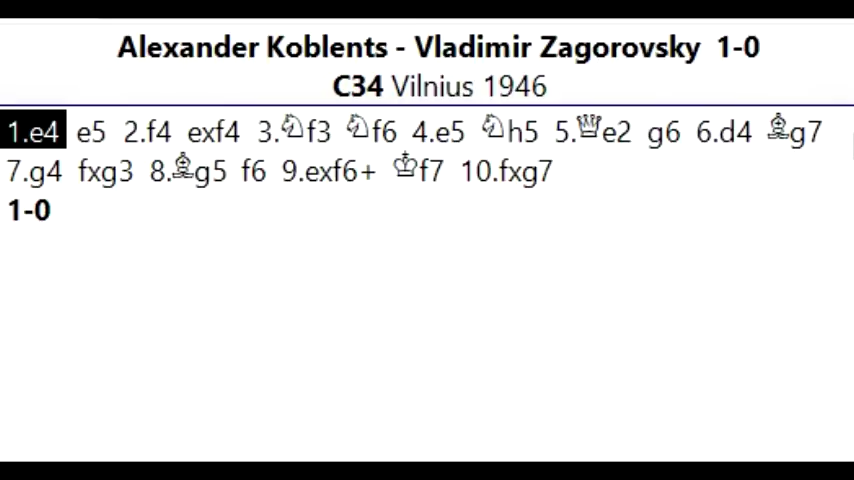 Alexander Koblents - Vladimir Zagorovsky 1-0
C34 Vilnius 1946
1.e4 e5 2.f4 exf4 3.♘f3 ♘f6 4.e5 ♘h5 5.♕e2 g6 6.d4 ♗g7
7.g4 fxg3 8.♗g5 f6 9.exf6+ ♔f7 10.fxg7
1-0